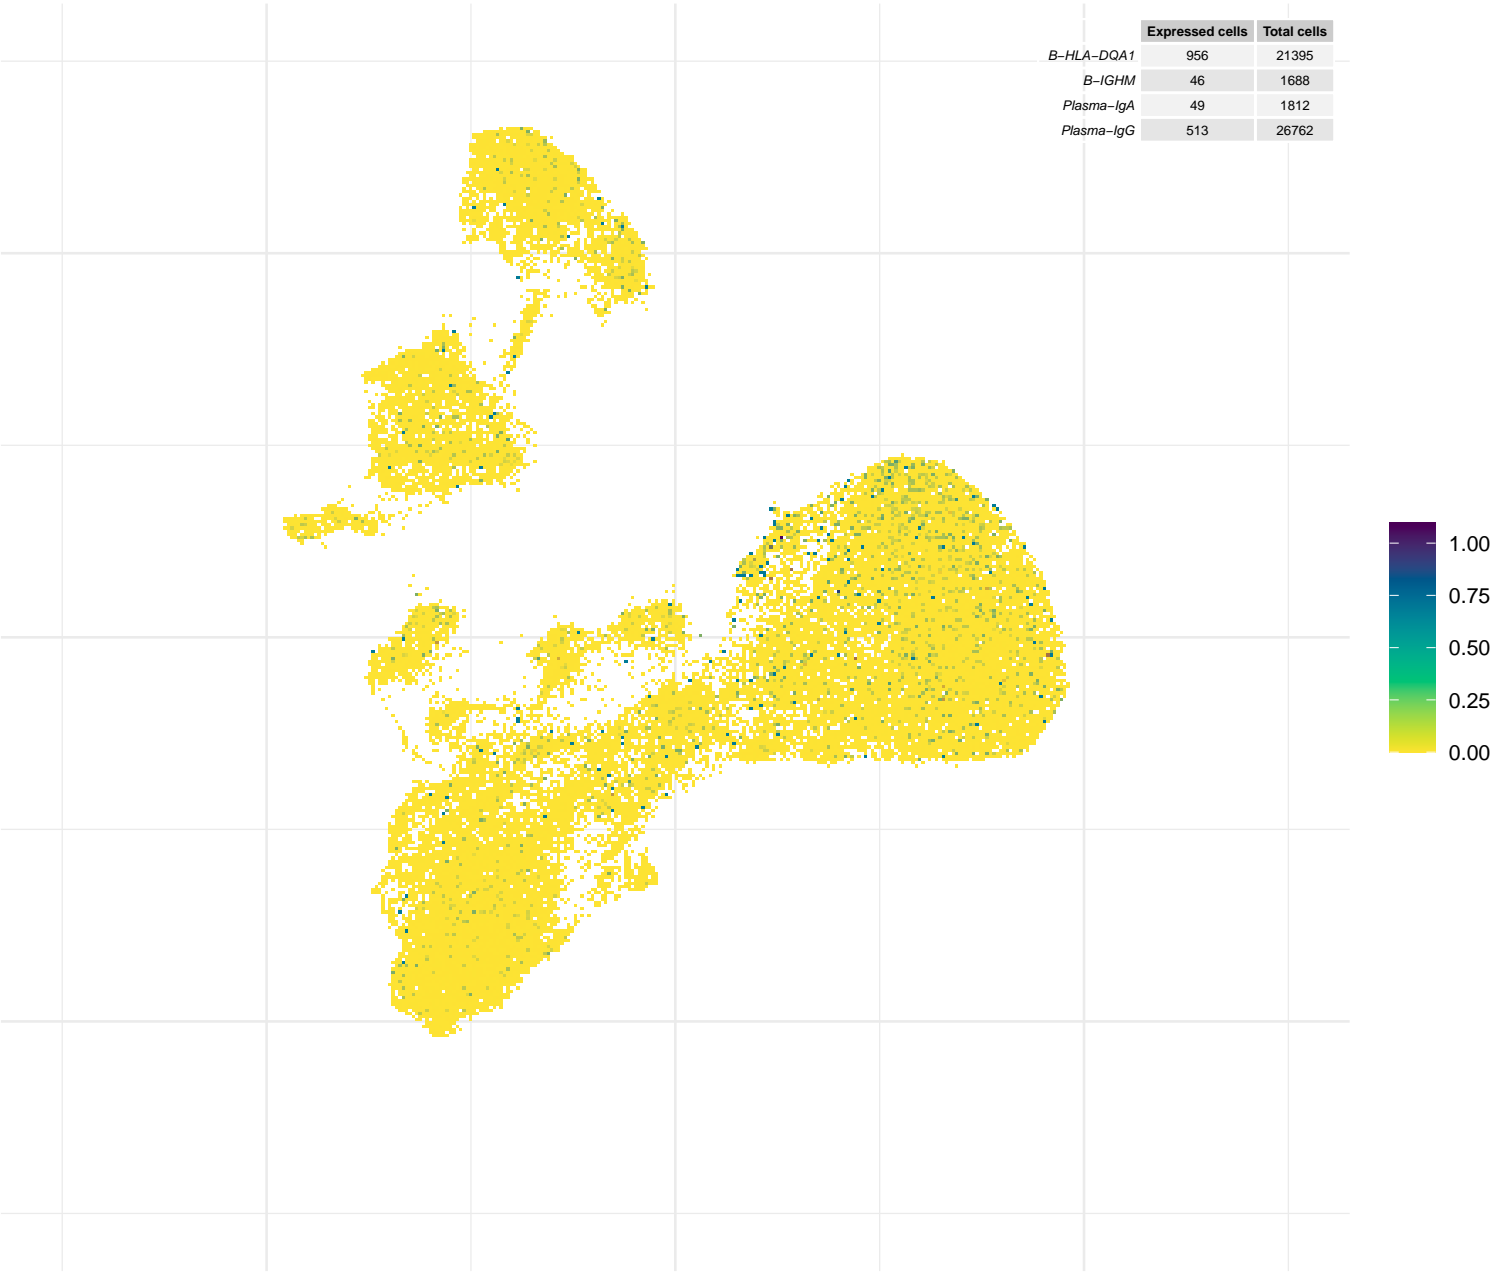 Expressed cells Total cells
B−HLA−DQA1 956 21395
B−IGHM 46 1688
Plasma−IgA 49 1812
Plasma−IgG 513 26762
1.00
0.75
0.50
0.25
0.00